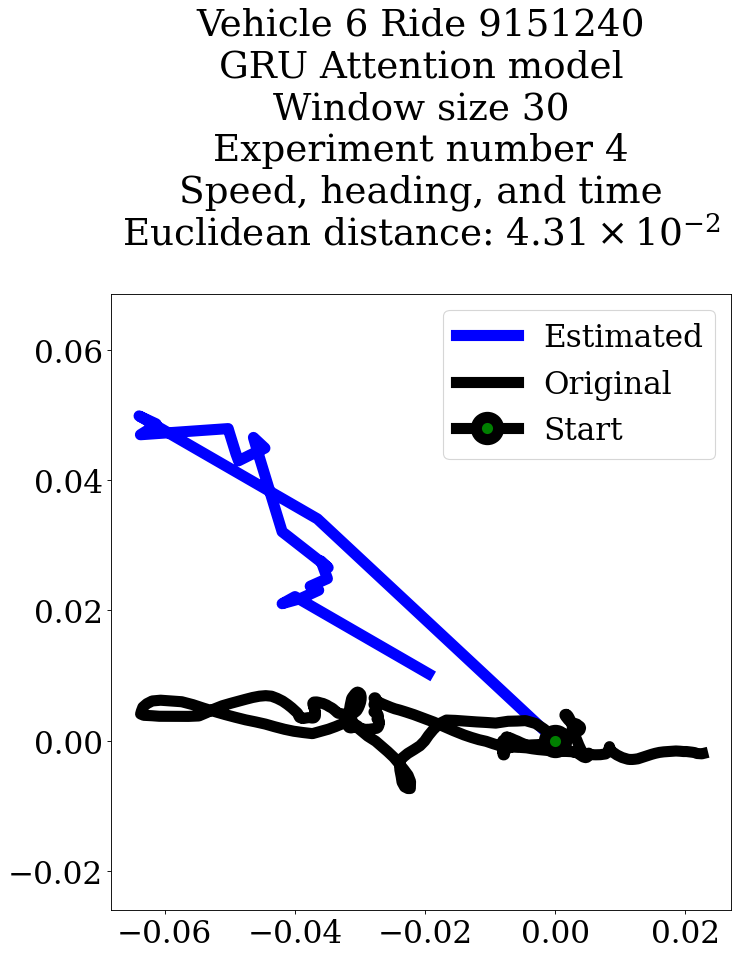 Vehicle 6 Ride 9151240
GRU Attention model
Window size 30
Experiment number 4
Speed, heading, and time
Euclidean distance: 4.31 × 10⁻²
Estimated
Original
Start
0.06
0.04
0.02
0.00
−0.02
−0.06 −0.04 −0.02 0.00 0.02